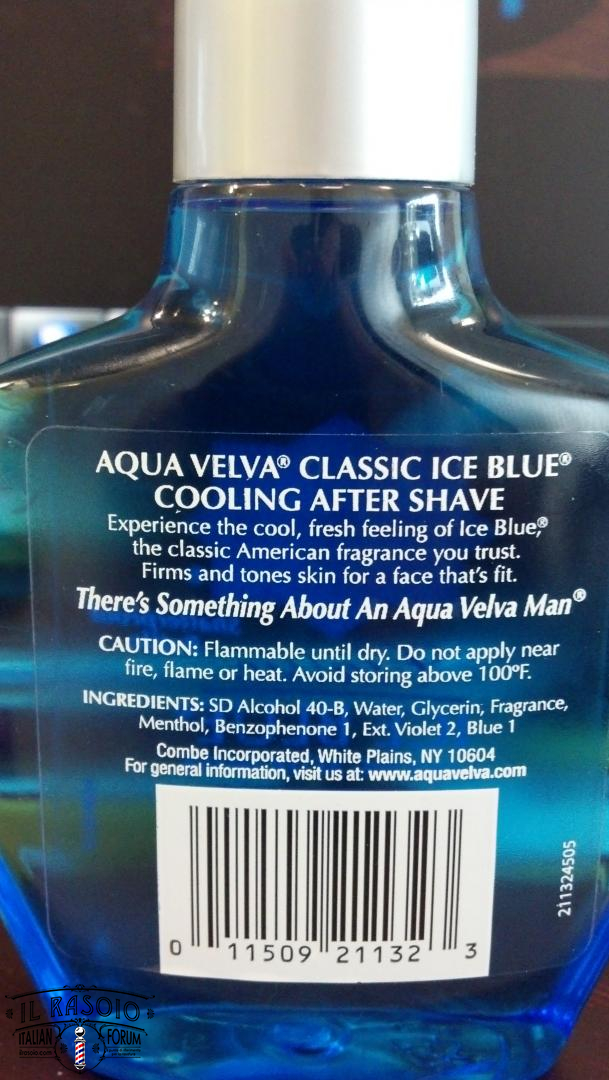 AQUA VELVA® CLASSIC ICE BLUE®
COOLING AFTER SHAVE
Experience the cool, fresh feeling of Ice Blue,®
the classic American fragrance you trust.
Firms and tones skin for a face that's fit.
There's Something About An Aqua Velva Man®
CAUTION: Flammable until dry. Do not apply near
fire, flame or heat. Avoid storing above 100ºF.
INGREDIENTS: SD Alcohol 40-B, Water, Glycerin, Fragrance,
Menthol, Benzophenone 1, Ext. Violet 2, Blue 1
Combe Incorporated, White Plains, NY 10604
For general information, visit us at: www.aquavelva.com
0 11509 21132 3
211324505
IL RASOIO
ITALIAN FORUM